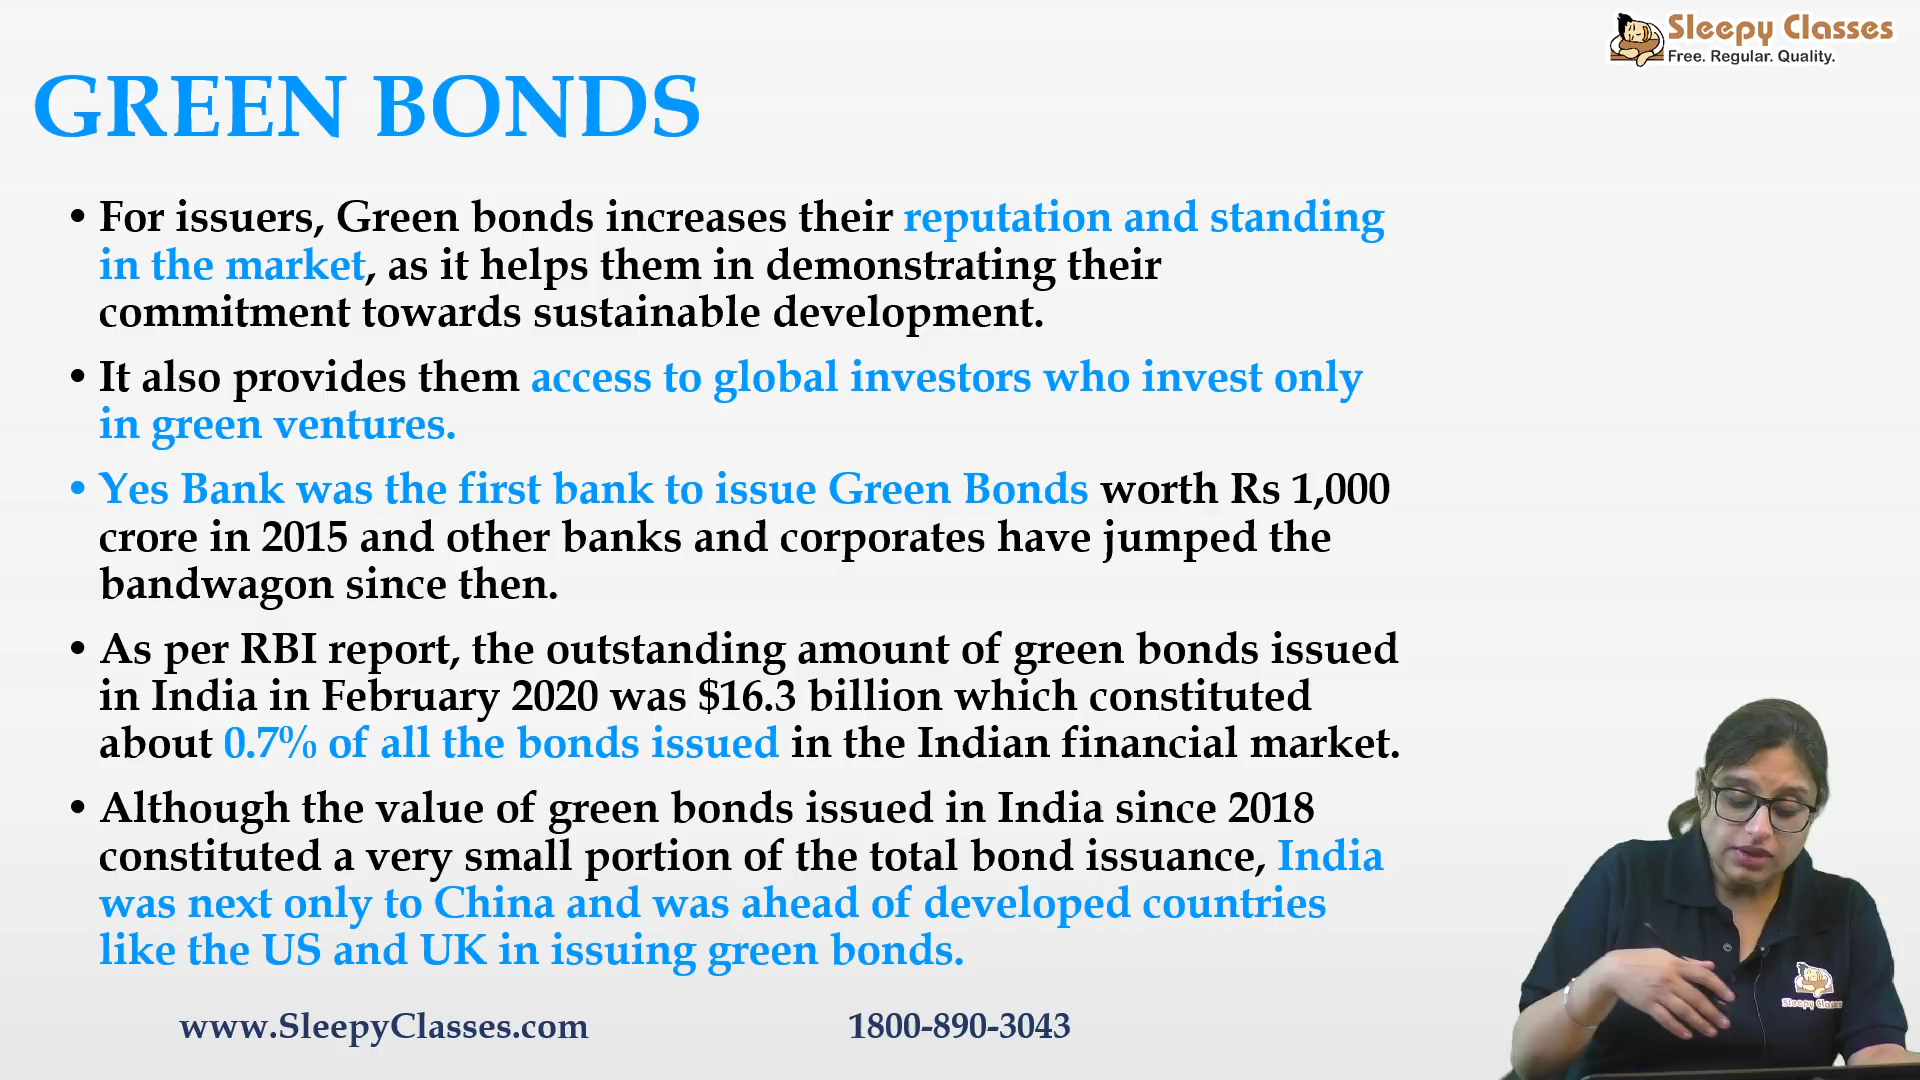 Sleepy Classes
Free. Regular. Quality.
GREEN BONDS
• For issuers, Green bonds increases their reputation and standing
in the market, as it helps them in demonstrating their
commitment towards sustainable development.
• It also provides them access to global investors who invest only
in green ventures.
• Yes Bank was the first bank to issue Green Bonds worth Rs 1,000
crore in 2015 and other banks and corporates have jumped the
bandwagon since then.
• As per RBI report, the outstanding amount of green bonds issued
in India in February 2020 was $16.3 billion which constituted
about 0.7% of all the bonds issued in the Indian financial market.
• Although the value of green bonds issued in India since 2018
constituted a very small portion of the total bond issuance, India
was next only to China and was ahead of developed countries
like the US and UK in issuing green bonds.
Sleepy Classes
www.SleepyClasses.com
1800-890-3043